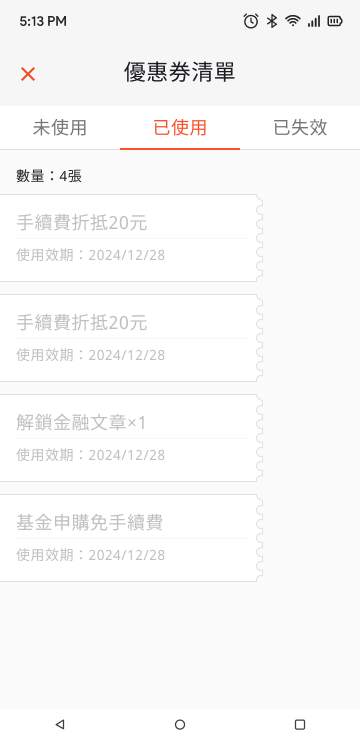 5:13 PM
優惠券清單
未使用
已使用
已失效
數量：4張
手續費折抵20元
使用效期：2024/12/28
手續費折抵20元
使用效期：2024/12/28
解鎖金融文章×1
使用效期：2024/12/28
基金申購免手續費
使用效期：2024/12/28